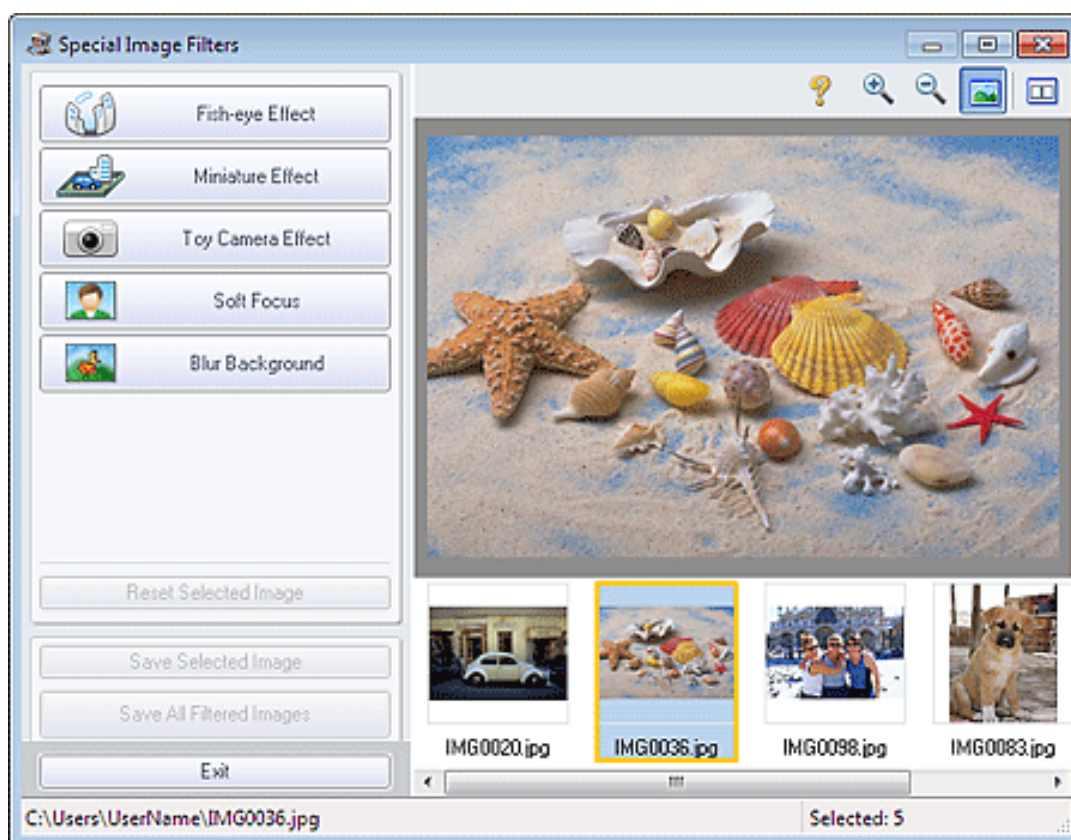 Special Image Filters
Fish-eye Effect
Miniature Effect
Toy Camera Effect
Soft Focus
Blur Background
Reset Selected Image
Save Selected Image
Save All Filtered Images
Exit
IMG0020.jpg
IMG0036.jpg
IMG0098.jpg
IMG0083.jpg
C:\Users\UserName\IMG0036.jpg
Selected: 5